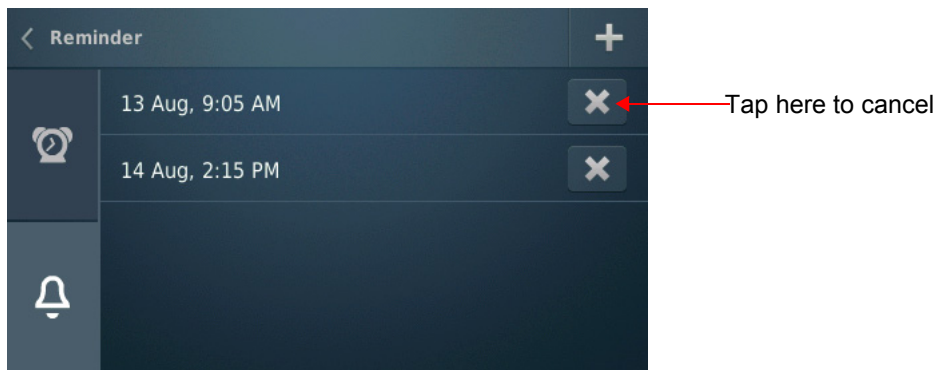 Reminder
13 Aug, 9:05 AM
Tap here to cancel
14 Aug, 2:15 PM